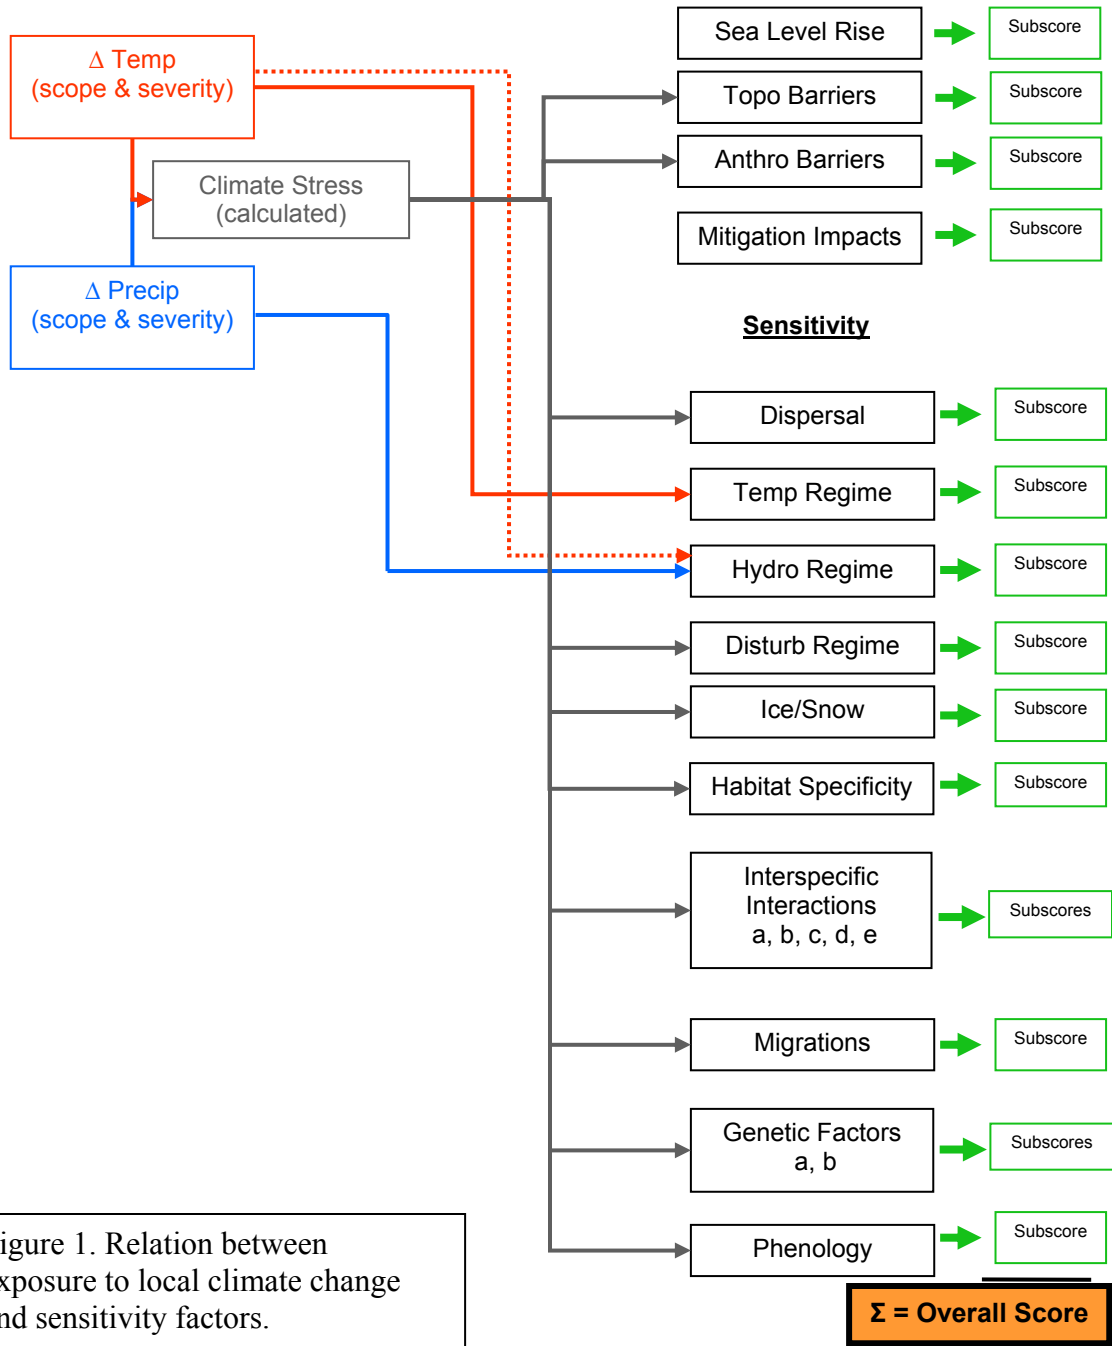 Δ Temp
(scope & severity)
Climate Stress
(calculated)
Δ Precip
(scope & severity)
Sea Level Rise
Subscore
Topo Barriers
Subscore
Anthro Barriers
Subscore
Mitigation Impacts
Subscore
Sensitivity
Dispersal
Subscore
Temp Regime
Subscore
Hydro Regime
Subscore
Disturb Regime
Subscore
Ice/Snow
Subscore
Habitat Specificity
Subscore
Interspecific
Interactions
a, b, c, d, e
Subscores
Migrations
Subscore
Genetic Factors
a, b
Subscores
Phenology
Subscore
Σ = Overall Score
igure 1. Relation between
xposure to local climate change
nd sensitivity factors.